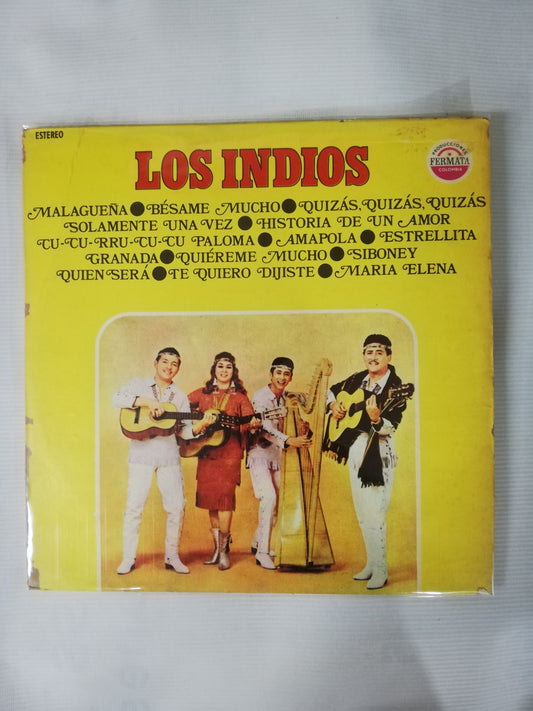 ESTEREO
LOS INDIOS
PRODUCCIONES
FERMATA
COLOMBIA
MALAGUEÑA ● BÉSAME MUCHO ● QUIZÁS, QUIZÁS, QUIZÁS
SOLAMENTE UNA VEZ ● HISTORIA DE UN AMOR
CU-CU-RRU-CU-CU PALOMA ● AMAPOLA ● ESTRELLITA
GRANADA ● QUIÉREME MUCHO ● SIBONEY
QUIEN SERÁ ● TE QUIERO DIJISTE ● MARIA ELENA